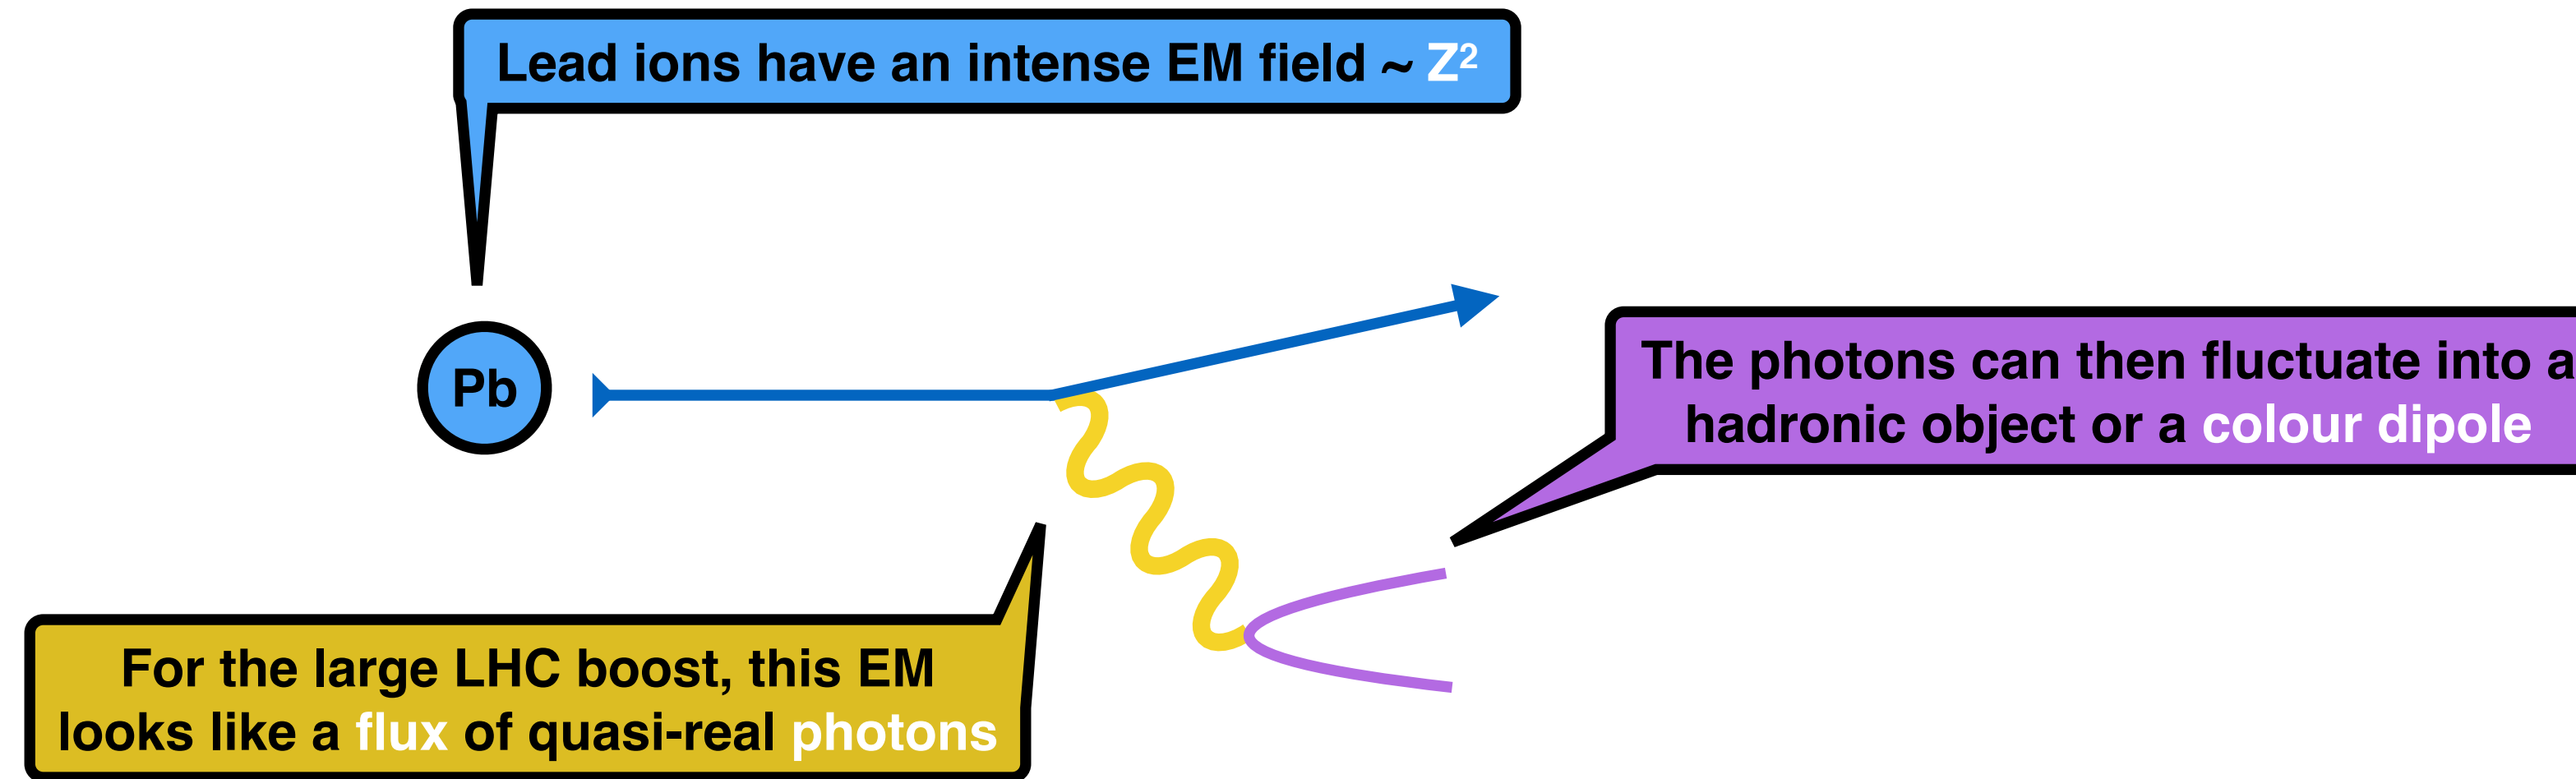 Lead ions have an intense EM field ~ Z²
Pb
The photons can then fluctuate into a
hadronic object or a colour dipole
For the large LHC boost, this EM
looks like a flux of quasi-real photons